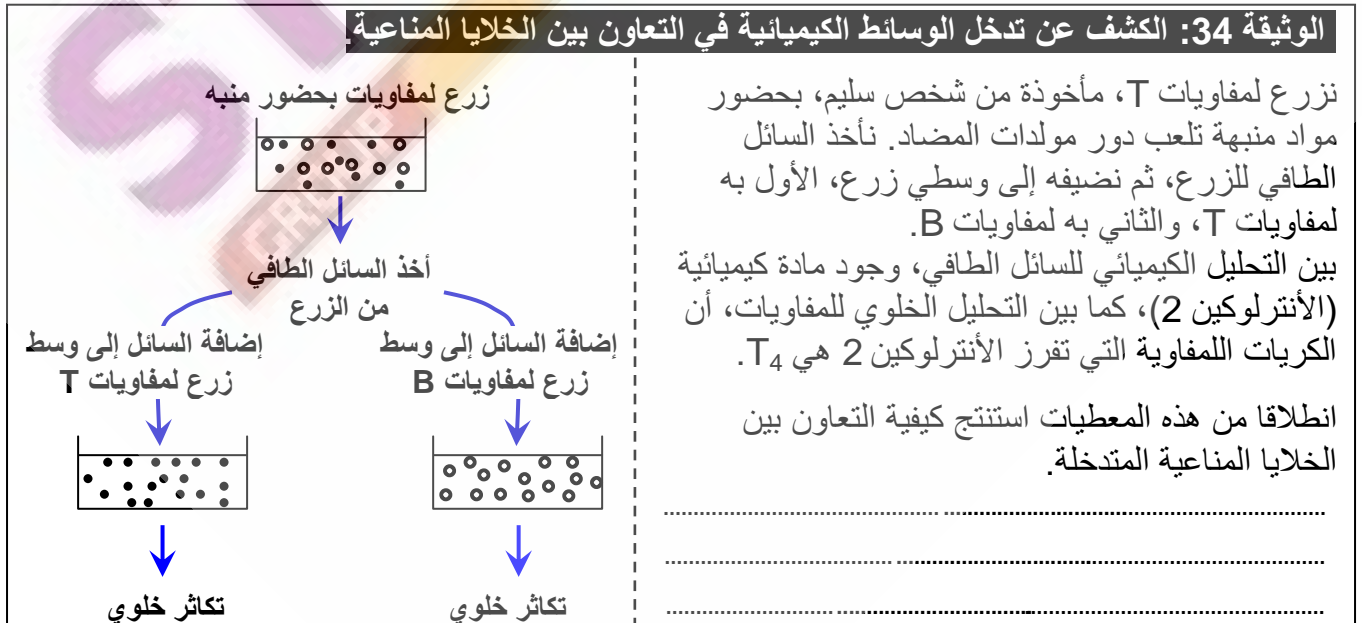 الوثيقة 34: الكشف عن تدخل الوسائط الكيميائية في التعاون بين الخلايا المناعية.
نزرع لمفاويات T، مأخوذة من شخص سليم، بحضور
مواد منبهة تلعب دور مولدات المضاد. نأخذ السائل
الطافي للزرع، ثم نضيفه إلى وسطي زرع، الأول به
لمفاويات T، والثاني به لمفاويات B.
بين التحليل الكيميائي للسائل الطافي، وجود مادة كيميائية
(الأنترلوكين 2)، كما بين التحليل الخلوي للمفاويات، أن
الكريات اللمفاوية التي تفرز الأنترلوكين 2 هي T₄.
انطلاقا من هذه المعطيات استنتج كيفية التعاون بين
الخلايا المناعية المتدخلة.
زرع لمفاويات بحضور منبه
أخذ السائل الطافي
من الزرع
إضافة السائل إلى وسط
زرع لمفاويات B
إضافة السائل إلى وسط
زرع لمفاويات T
تكاثر خلوي
تكاثر خلوي